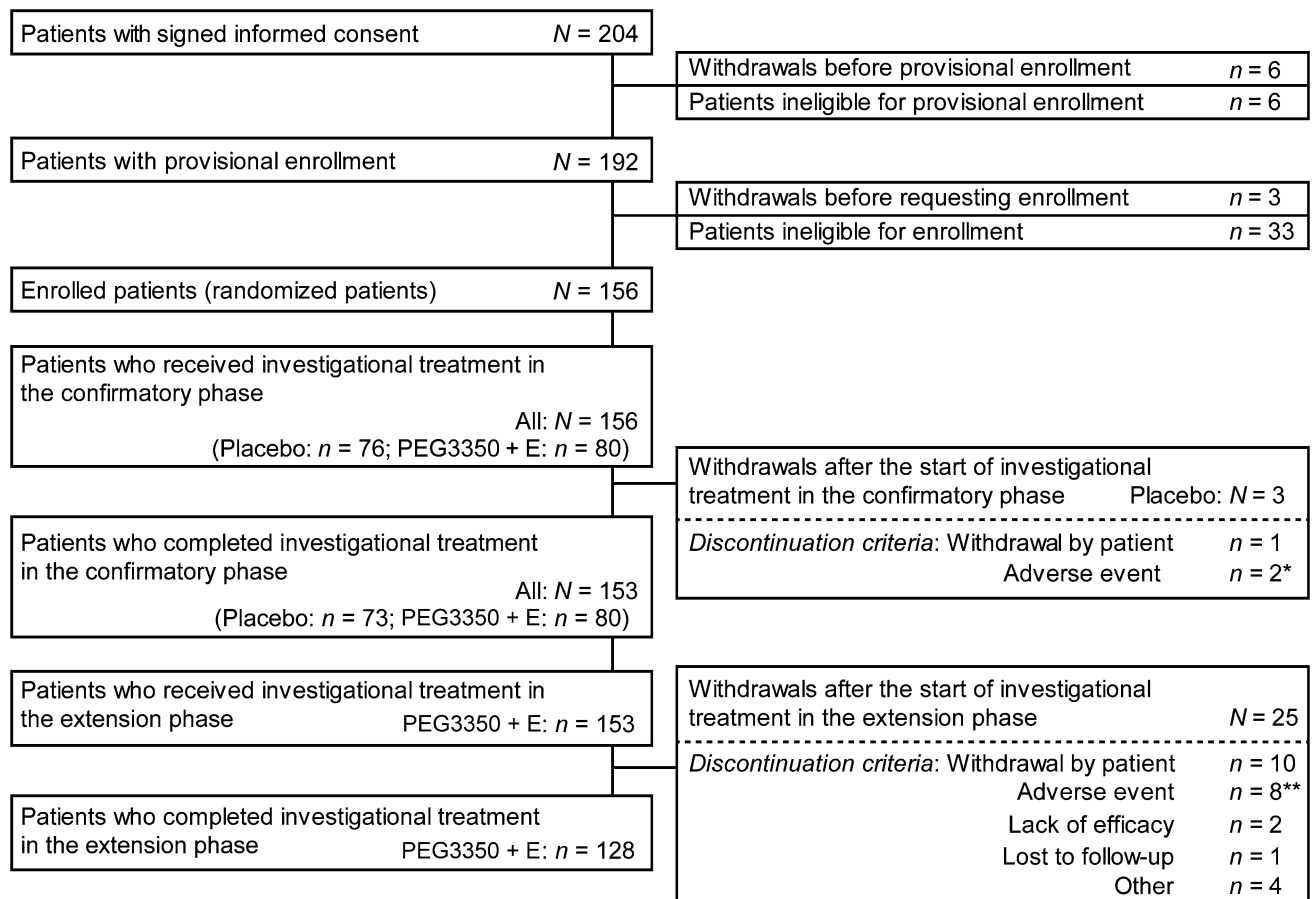 Patients with signed informed consent N = 204
Withdrawals before provisional enrollment n = 6
Patients ineligible for provisional enrollment n = 6
Patients with provisional enrollment N = 192
Withdrawals before requesting enrollment n = 3
Patients ineligible for enrollment n = 33
Enrolled patients (randomized patients) N = 156
Patients who received investigational treatment in
the confirmatory phase
All: N = 156
(Placebo: n = 76; PEG3350 + E: n = 80)
Withdrawals after the start of investigational
treatment in the confirmatory phase Placebo: N = 3
Discontinuation criteria: Withdrawal by patient n = 1
Adverse event n = 2*
Patients who completed investigational treatment
in the confirmatory phase
All: N = 153
(Placebo: n = 73; PEG3350 + E: n = 80)
Patients who received investigational treatment in
the extension phase PEG3350 + E: n = 153
Withdrawals after the start of investigational
treatment in the extension phase N = 25
Discontinuation criteria: Withdrawal by patient n = 10
Adverse event n = 8**
Lack of efficacy n = 2
Lost to follow-up n = 1
Other n = 4
Patients who completed investigational treatment
in the extension phase PEG3350 + E: n = 128